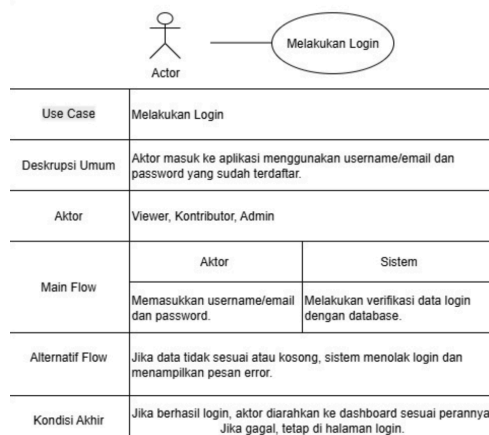 Melakukan Login
Actor
Use Case
Melakukan Login
Deskrupsi Umum
Aktor masuk ke aplikasi menggunakan username/email dan
password yang sudah terdaftar.
Aktor
Viewer, Kontributor, Admin
Main Flow
Aktor
Sistem
Memasukkan username/email
dan password.
Melakukan verifikasi data login
dengan database.
Alternatif Flow
Jika data tidak sesuai atau kosong, sistem menolak login dan
menampilkan pesan error.
Kondisi Akhir
Jika berhasil login, aktor diarahkan ke dashboard sesuai perannya
Jika gagal, tetap di halaman login.